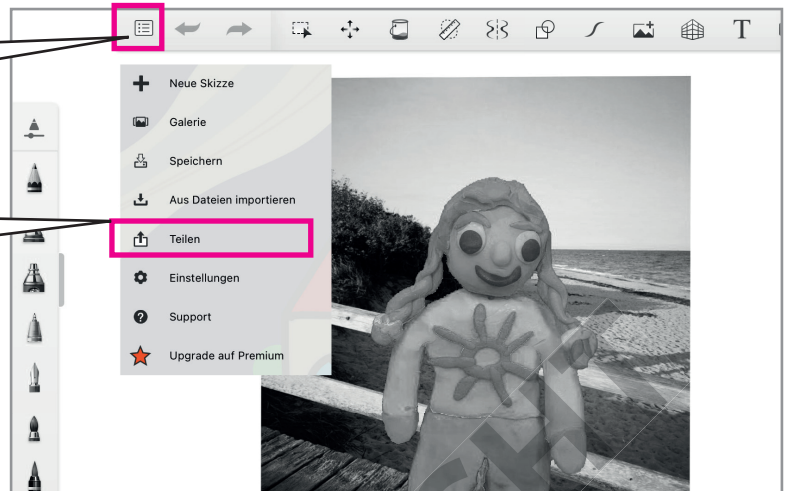 T
Neue Skizze
Galerie
Speichern
Aus Dateien importieren
Teilen
Einstellungen
Support
Upgrade auf Premium